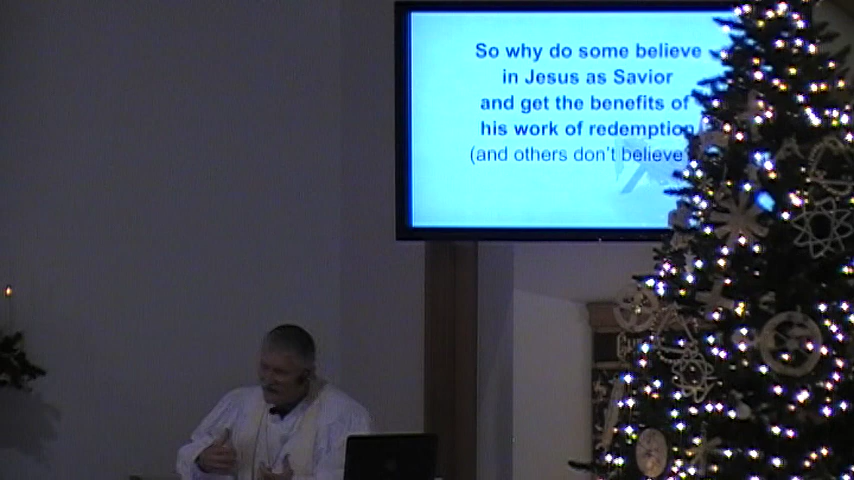 So why do some believe
in Jesus as Savior
and get the benefits of
his work of redemption
(and others don't believe